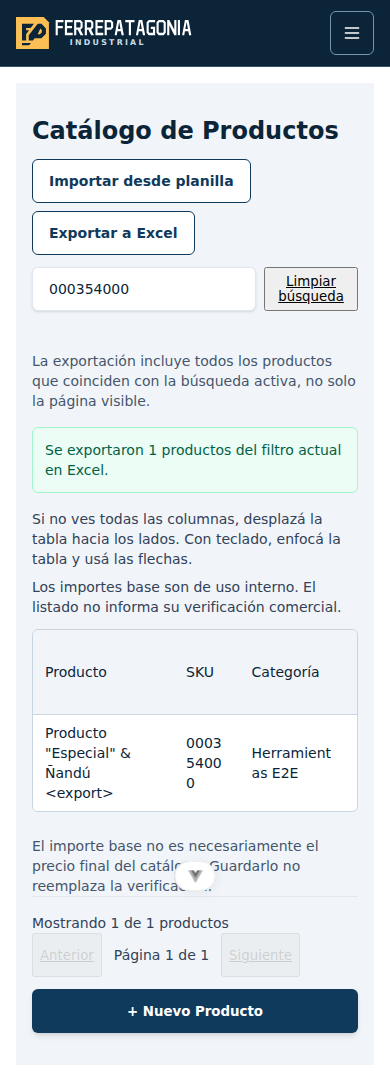 FERREPATAGONIA
INDUSTRIAL
Catálogo de Productos
Importar desde planilla
Exportar a Excel
000354000
Limpiar
búsqueda
La exportación incluye todos los productos
que coinciden con la búsqueda activa, no solo
la página visible.
Se exportaron 1 productos del filtro actual
en Excel.
Si no ves todas las columnas, desplazá la
tabla hacia los lados. Con teclado, enfocá la
tabla y usá las flechas.
Los importes base son de uso interno. El
listado no informa su verificación comercial.
Producto SKU Categoría
Producto
"Especial" &
Ñandú
<export>
0003
5400
0
Herramient
as E2E
El importe base no es necesariamente el
precio final del Guardarlo no
reemplaza la
Mostrando 1 de 1 productos
Anterior Página 1 de 1 Siguiente
+ Nuevo Producto